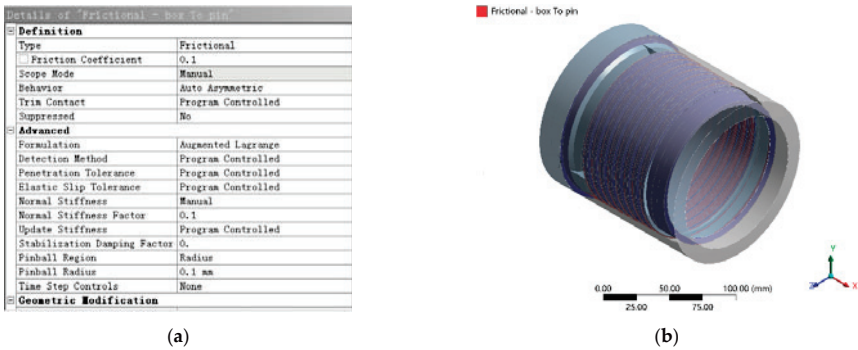 Details of "Frictional - box To pin"
Definition
Type Frictional
Friction Coefficient 0.1
Scope Mode Manual
Behavior Auto Asymmetric
Trim Contact Program Controlled
Suppressed No
Advanced
Formulation Augmented Lagrange
Detection Method Program Controlled
Penetration Tolerance Program Controlled
Elastic Slip Tolerance Program Controlled
Normal Stiffness Manual
Normal Stiffness Factor 0.1
Update Stiffness Program Controlled
Stabilization Damping Factor 0.
Pinball Region Radius
Pinball Radius 0.1 mm
Time Step Controls None
Geometric Modification
(a)
Frictional - box To pin
0.00 50.00 100.00 (mm)
25.00 75.00
Y
Z X
(b)